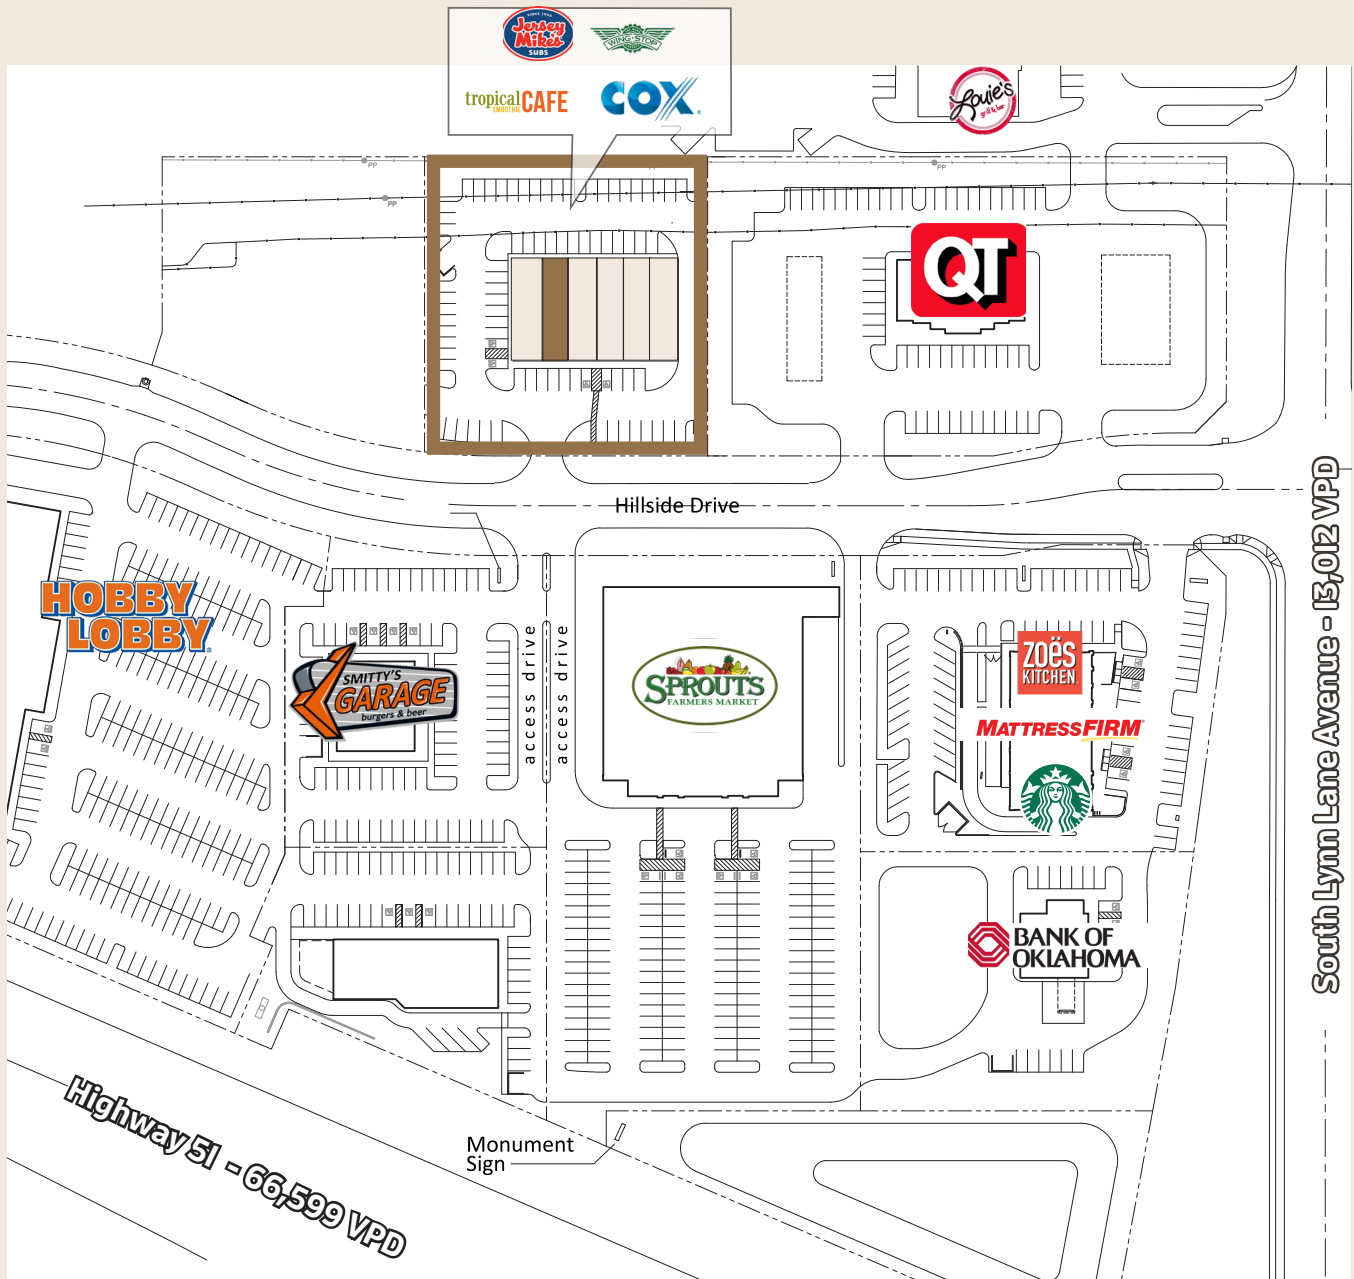 SINCE 1956
Jersey
Mike's
SUBS
WING·STOP
tropical CAFE
SMOOTHIE
COX
Louie's
grill & bar
PP
PP
PP
QT
Hillside Drive
HOBBY
LOBBY
SMITTY'S
GARAGE
burgers & beer
access drive
access drive
SPROUTS
FARMERS MARKET
ZOËS
KITCHEN
MATTRESSFIRM
BANK OF
OKLAHOMA
South Lynn Lane Avenue - 13,012 VPD
Monument
Sign
Highway 51 - 66,599 VPD